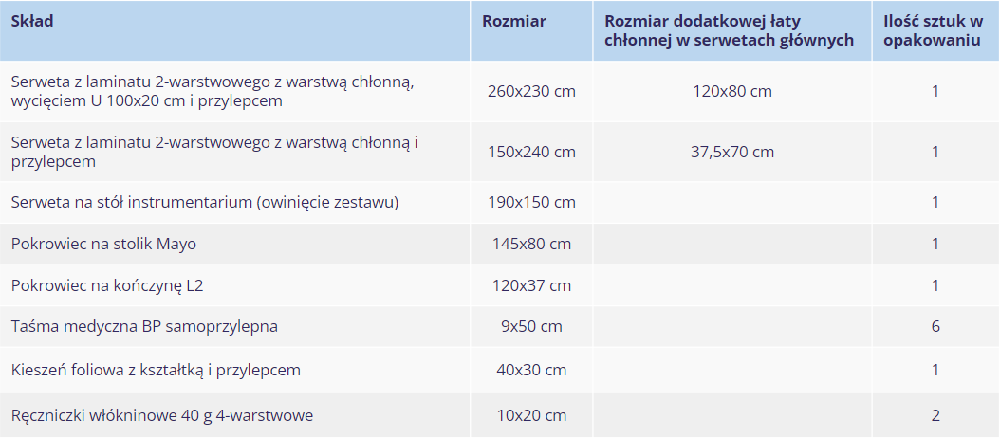 Skład Rozmiar Rozmiar dodatkowej łaty chłonnej w serwetach głównych Ilość sztuk w opakowaniu
Serweta z laminatu 2-warstwowego z warstwą chłonną,
wycięciem U 100x20 cm i przylepcem 260x230 cm 120x80 cm 1
Serweta z laminatu 2-warstwowego z warstwą chłonną i
przylepcem 150x240 cm 37,5x70 cm 1
Serweta na stół instrumentarium (owinięcie zestawu) 190x150 cm 1
Pokrowiec na stolik Mayo 145x80 cm 1
Pokrowiec na kończynę L2 120x37 cm 1
Taśma medyczna BP samoprzylepna 9x50 cm 6
Kieszeń foliowa z kształtką i przylepcem 40x30 cm 1
Ręczniczki włókninowe 40 g 4-warstwowe 10x20 cm 2